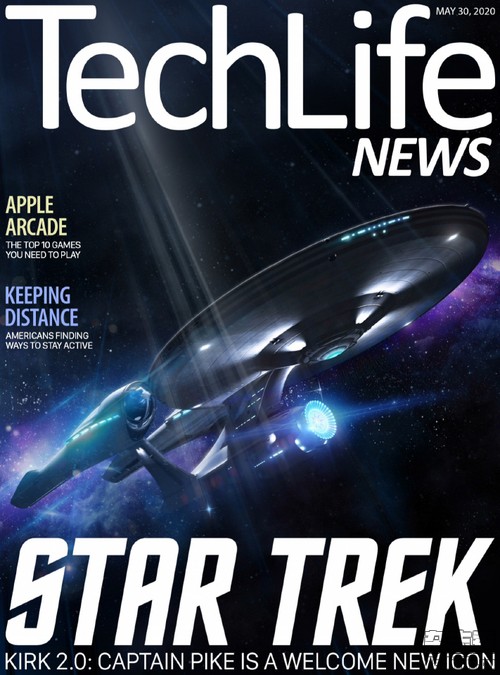 MAY 30, 2020
TechLife
NEWS
APPLE
ARCADE
THE TOP 10 GAMES
YOU NEED TO PLAY
KEEPING
DISTANCE
AMERICANS FINDING
WAYS TO STAY ACTIVE
STAR TREK
KIRK 2.0: CAPTAIN PIKE IS A WELCOME NEW ICON